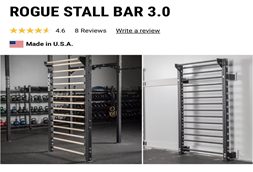 ROGUE STALL BAR 3.0
4.6 8 Reviews Write a review
Made in U.S.A.